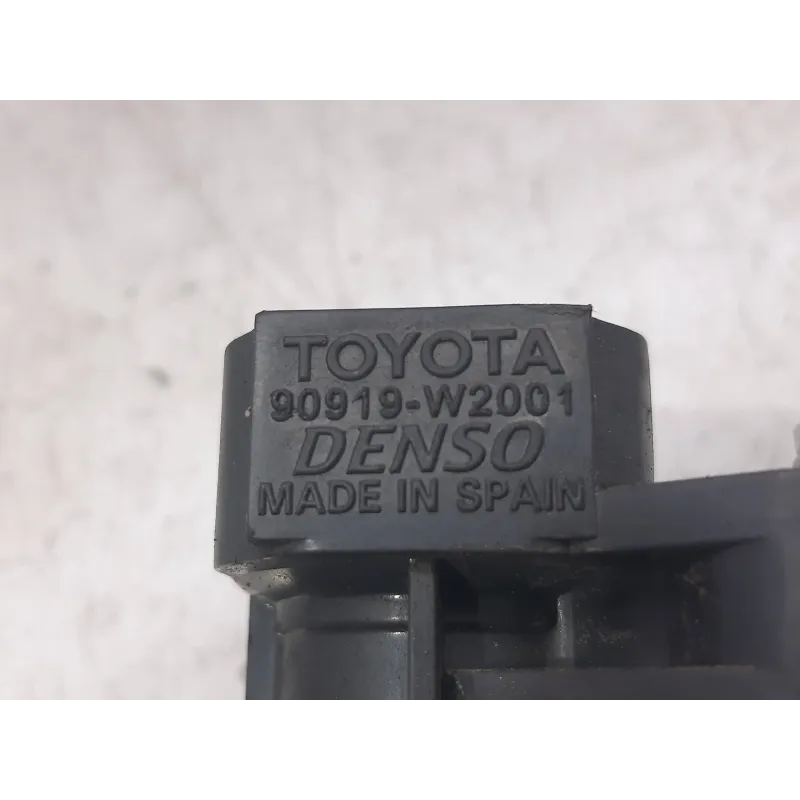 TOYOTA
90919-W2001
DENSO
MADE IN SPAIN